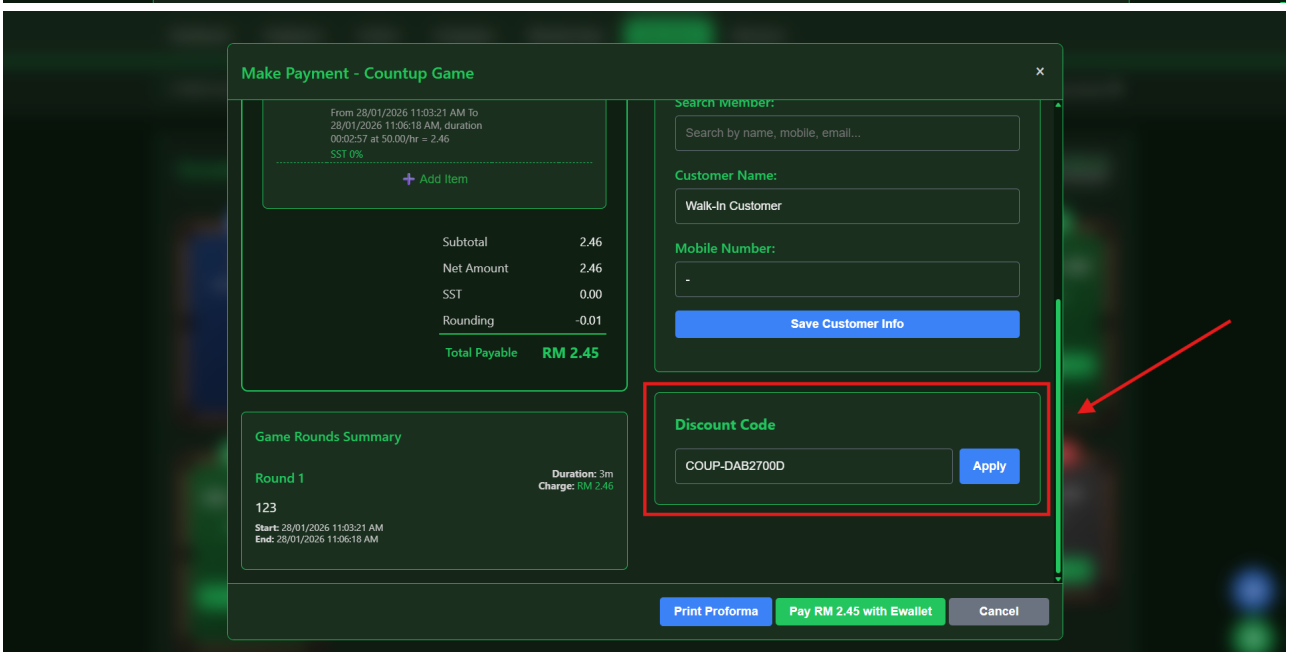 Make Payment - Countup Game
×
From 28/01/2026 11:03:21 AM To
28/01/2026 11:06:18 AM, duration
00:02:57 at 50.00/hr = 2.46
SST 0%
➕ Add Item
Subtotal 2.46
Net Amount 2.46
SST 0.00
Rounding -0.01
Total Payable RM 2.45
Game Rounds Summary
Round 1
Duration: 3m
Charge: RM 2.46
123
Start: 28/01/2026 11:03:21 AM
End: 28/01/2026 11:06:18 AM
Search Member:
Search by name, mobile, email...
Customer Name:
Walk-In Customer
Mobile Number:
-
Save Customer Info
Discount Code
COUP-DAB2700D
Apply
Print Proforma
Pay RM 2.45 with Ewallet
Cancel